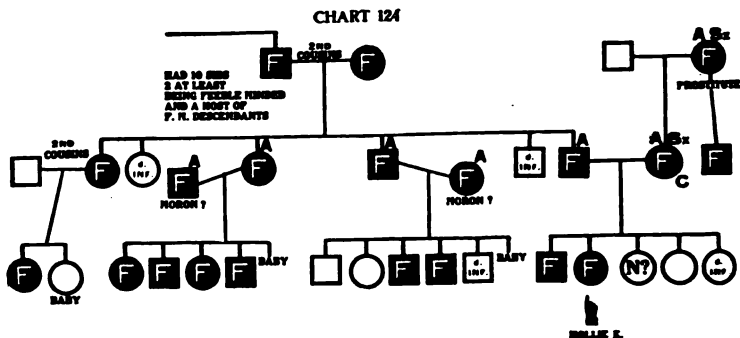 CHART 124
2ND
COUSINS
F
F
A Sx
F
PROSTITUTE
HAD 10 SIBS
2 AT LEAST
BEING FEEBLE MINDED
AND A HOST OF
F. M. DESCENDANTS
2ND
COUSINS
F
d.
INF.
A
F
MORON ?
A
F
A
F
A
F
MORON ?
d.
INF.
A
F
A Sx
F
C
F
F
BABY
F
F
F
F
BABY
F
F
d.
INF
BABY
F
F
N?
d.
INF
MOLLIE E.